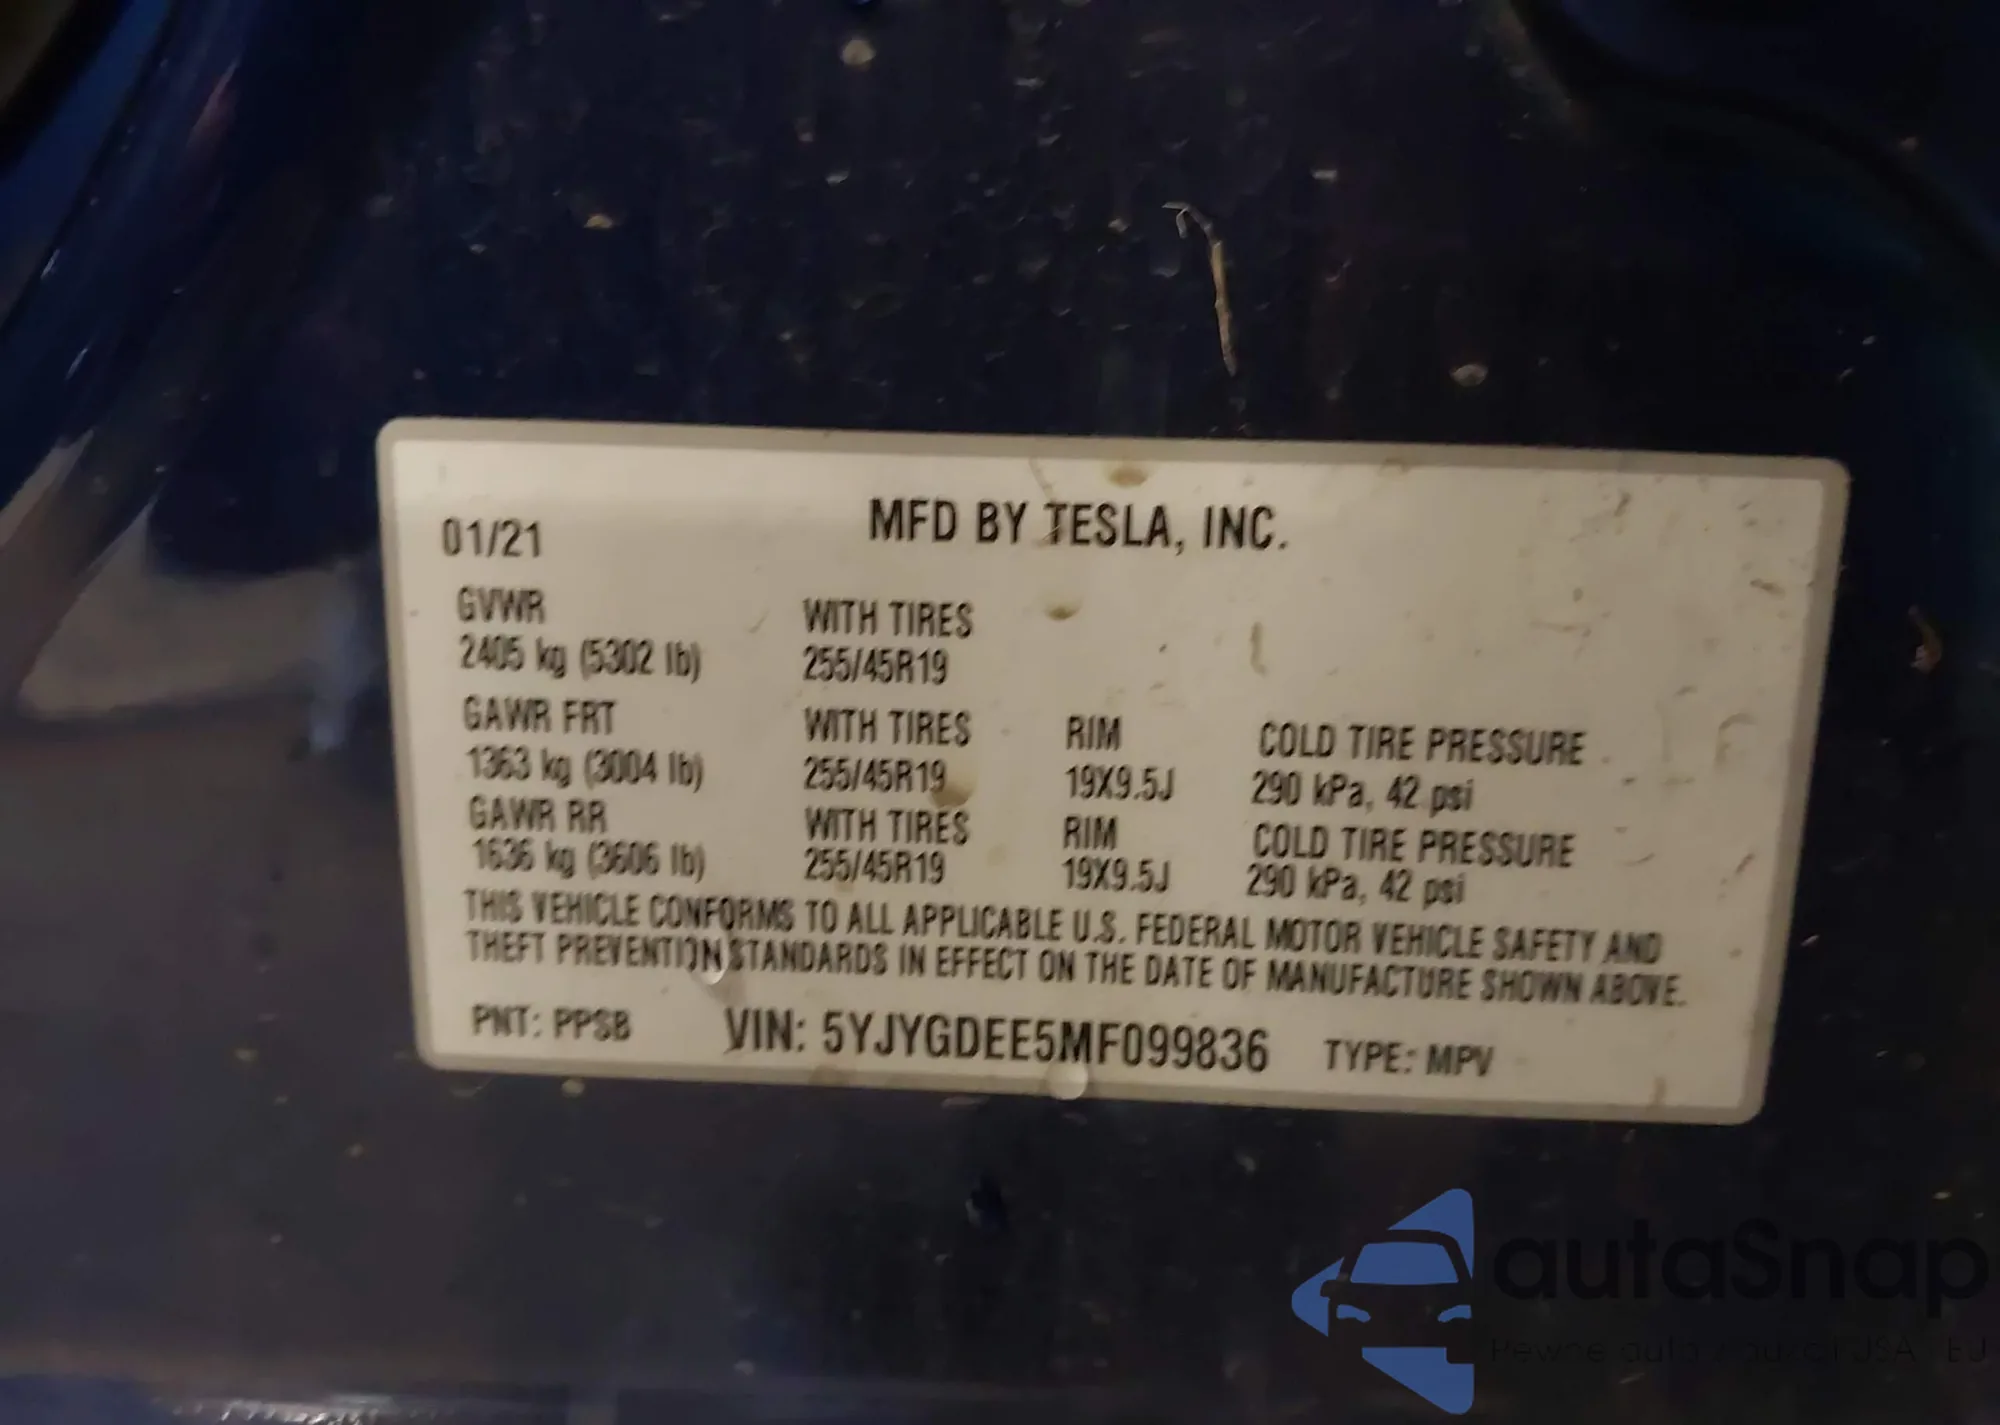 01/21 MFD BY TESLA, INC.
GVWR WITH TIRES
2405 kg (5302 lb) 255/45R19
GAWR FRT WITH TIRES RIM COLD TIRE PRESSURE
1363 kg (3004 lb) 255/45R19 19X9.5J 290 kPa, 42 psi
GAWR RR WITH TIRES RIM COLD TIRE PRESSURE
1636 kg (3606 lb) 255/45R19 19X9.5J 290 kPa, 42 psi
THIS VEHICLE CONFORMS TO ALL APPLICABLE U.S. FEDERAL MOTOR VEHICLE SAFETY AND
THEFT PREVENTION STANDARDS IN EFFECT ON THE DATE OF MANUFACTURE SHOWN ABOVE.
PNT: PPSB VIN: 5YJYGDEE5MF099836 TYPE: MPV
autaSnap
auto USA